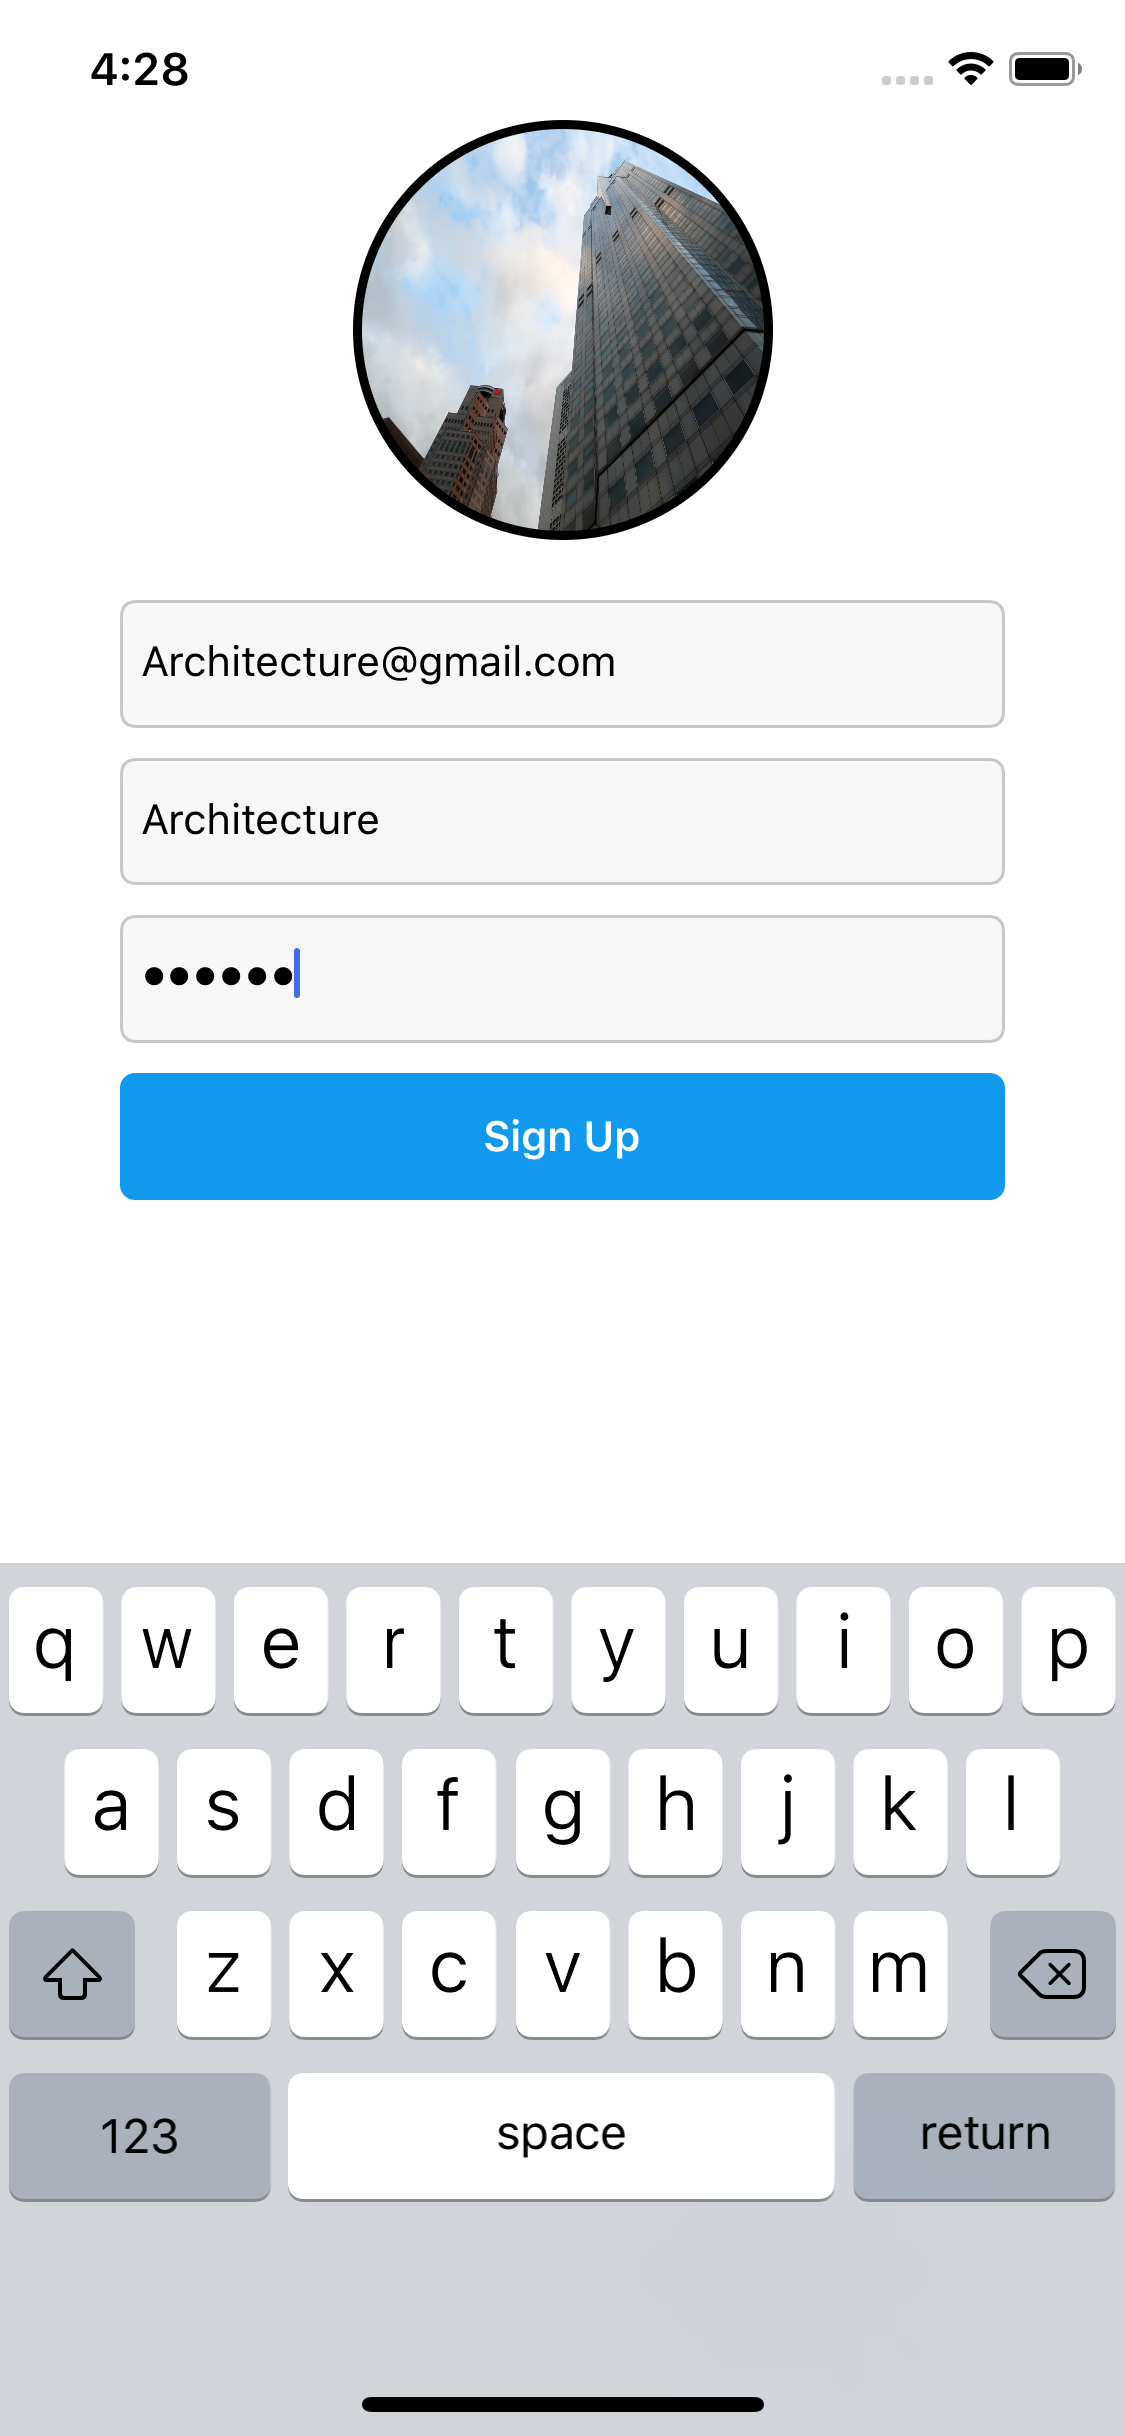 4:28
Architecture@gmail.com
Architecture
••••••
Sign Up
q w e r t y u i o p
a s d f g h j k l
z x c v b n m
123 space return